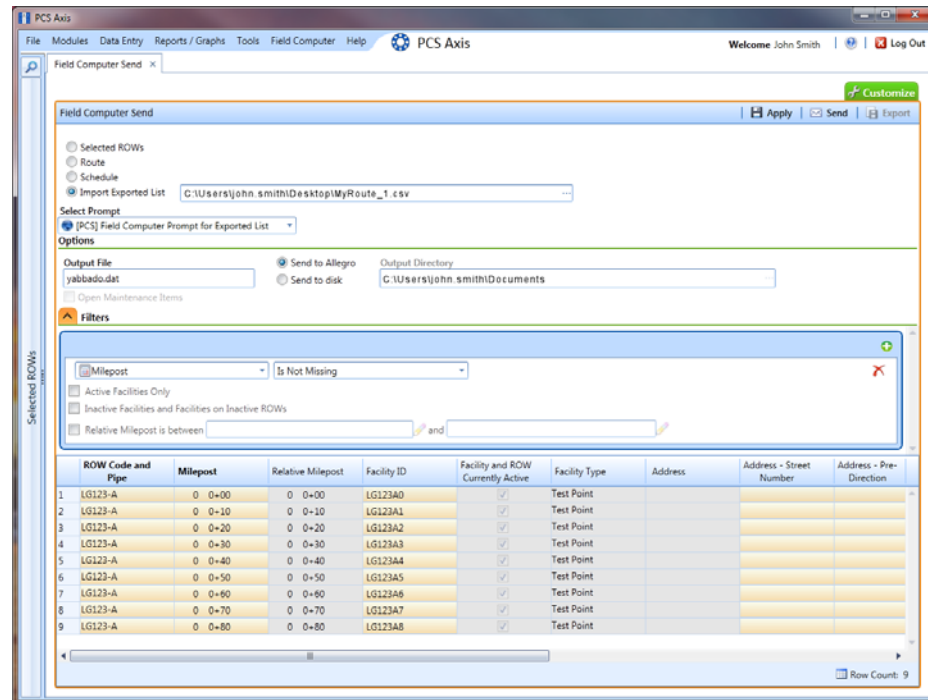 PCS Axis
File Modules Data Entry Reports / Graphs Tools Field Computer Help PCS Axis Welcome John Smith Log Out
Field Computer Send ×
Customize
Field Computer Send Apply Send Export
Selected ROWs
Route
Schedule
Import Exported List C:\Users\john.smith\Desktop\MyRoute_1.csv ...
Select Prompt
[PCS] Field Computer Prompt for Exported List
Options
Output File Send to Allegro Output Directory
yabbado.dat Send to disk C:\Users\john.smith\Documents
Open Maintenance Items
Filters
Milepost Is Not Missing
Active Facilities Only
Inactive Facilities and Facilities on Inactive ROWs
Relative Milepost is between and
Selected ROWs
ROW Code and Pipe Milepost Relative Milepost Facility ID Facility and ROW Currently Active Facility Type Address Address - Street Number Address - Pre-Direction
1 LG123-A 0 0+00 0 0+00 LG123A0 Test Point
2 LG123-A 0 0+10 0 0+10 LG123A1 Test Point
3 LG123-A 0 0+20 0 0+20 LG123A2 Test Point
4 LG123-A 0 0+30 0 0+30 LG123A3 Test Point
5 LG123-A 0 0+40 0 0+40 LG123A4 Test Point
6 LG123-A 0 0+50 0 0+50 LG123A5 Test Point
7 LG123-A 0 0+60 0 0+60 LG123A6 Test Point
8 LG123-A 0 0+70 0 0+70 LG123A7 Test Point
9 LG123-A 0 0+80 0 0+80 LG123A8 Test Point
Row Count: 9